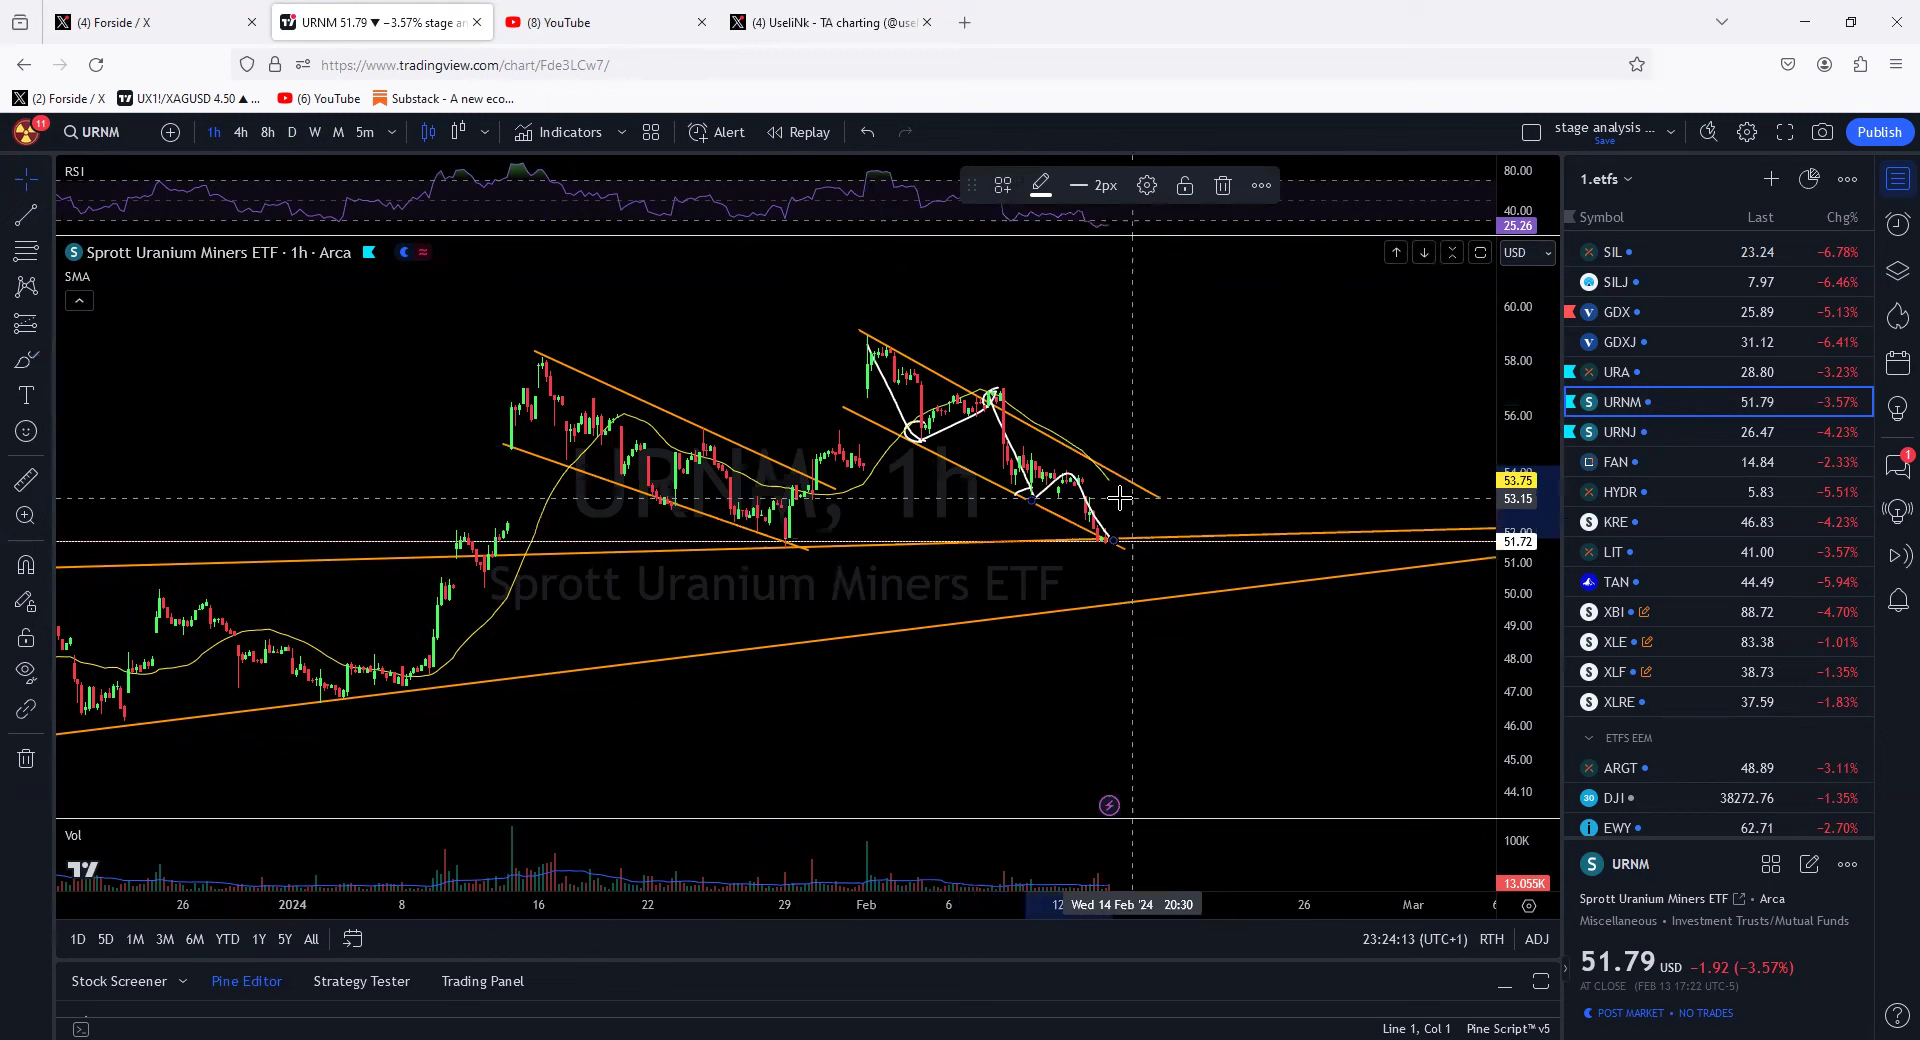 (4) Forside / X
URNM 51.79 ▼ −3.57% stage an
(8) YouTube
(4) UseliNk - TA charting (@use
https://www.tradingview.com/chart/Fde3LCw7/
(2) Forside / X
UX1!/XAGUSD 4.50 ▲ ...
(6) YouTube
Substack - A new eco...
11
URNM
1h
4h
8h
D
W
M
5m
Indicators
Alert
Replay
stage analysis ...
Save
Publish
RSI
2px
80.00
40.00
25.26
Sprott Uranium Miners ETF · 1h · Arca
USD
SMA
URNM, 1h
Sprott Uranium Miners ETF
60.00
58.00
56.00
54.00
53.75
53.15
52.00
51.72
51.00
50.00
49.00
48.00
47.00
46.00
45.00
44.10
Vol
100K
13.055K
26
2024
8
16
22
29
Feb
6
12
Wed 14 Feb '24 20:30
26
Mar
6
1D
5D
1M
3M
6M
YTD
1Y
5Y
All
23:24:13 (UTC+1)
RTH
ADJ
Stock Screener
Pine Editor
Strategy Tester
Trading Panel
Line 1, Col 1
Pine Script™ v5
1.etfs
Symbol Last Chg%
SIL 23.24 −6.78%
SILJ 7.97 −6.46%
GDX 25.89 −5.13%
GDXJ 31.12 −6.41%
URA 28.80 −3.23%
URNM 51.79 −3.57%
URNJ 26.47 −4.23%
FAN 14.84 −2.33%
HYDR 5.83 −5.51%
KRE 46.83 −4.23%
LIT 41.00 −3.57%
TAN 44.49 −5.94%
XBI 88.72 −4.70%
XLE 83.38 −1.01%
XLF 38.73 −1.35%
XLRE 37.59 −1.83%
ETFS EEM
ARGT 48.89 −3.11%
DJI 38272.76 −1.35%
EWY 62.71 −2.70%
URNM
Sprott Uranium Miners ETF • Arca
Miscellaneous • Investment Trusts/Mutual Funds
51.79 USD −1.92 (−3.57%)
AT CLOSE (FEB 13 17:22 UTC-5)
POST MARKET • NO TRADES
1